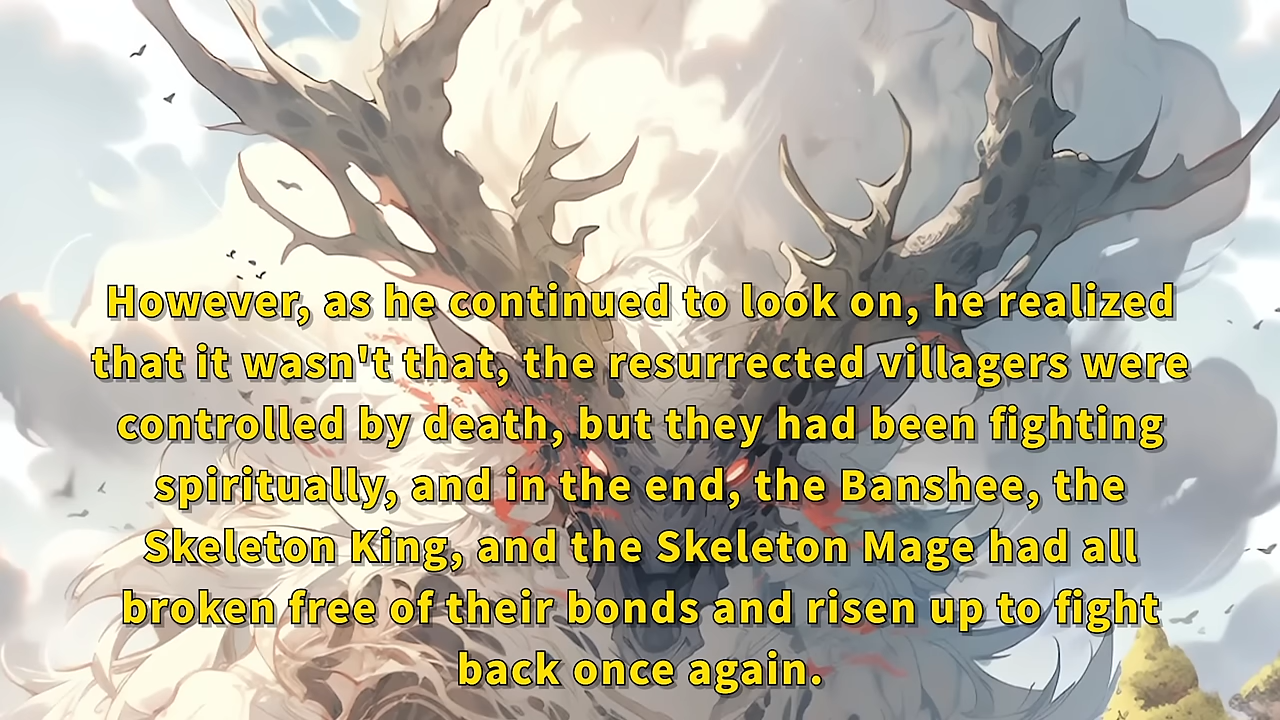 However, as he continued to look on, he realized
that it wasn't that, the resurrected villagers were
controlled by death, but they had been fighting
spiritually, and in the end, the Banshee, the
Skeleton King, and the Skeleton Mage had all
broken free of their bonds and risen up to fight
back once again.